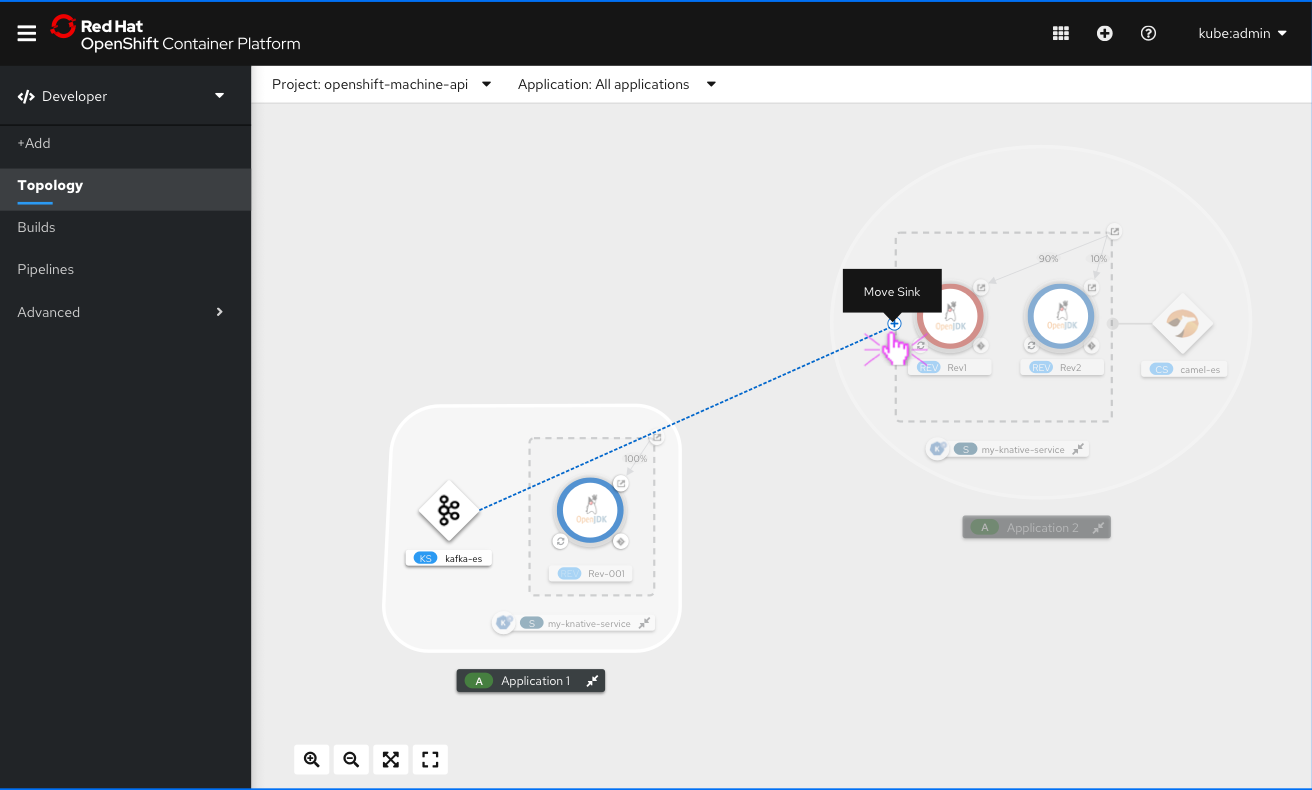 Red Hat
OpenShift Container Platform
kube:admin
Developer
Project: openshift-machine-api
Application: All applications
+Add
Topology
Builds
Pipelines
Advanced
90%
10%
Move Sink
OpenJDK
OpenJDK
REV Rev1
REV Rev2
CS camel-es
S my-knative-service
A Application 2
100%
OpenJDK
KS kafka-es
REV Rev-001
S my-knative-service
A Application 1